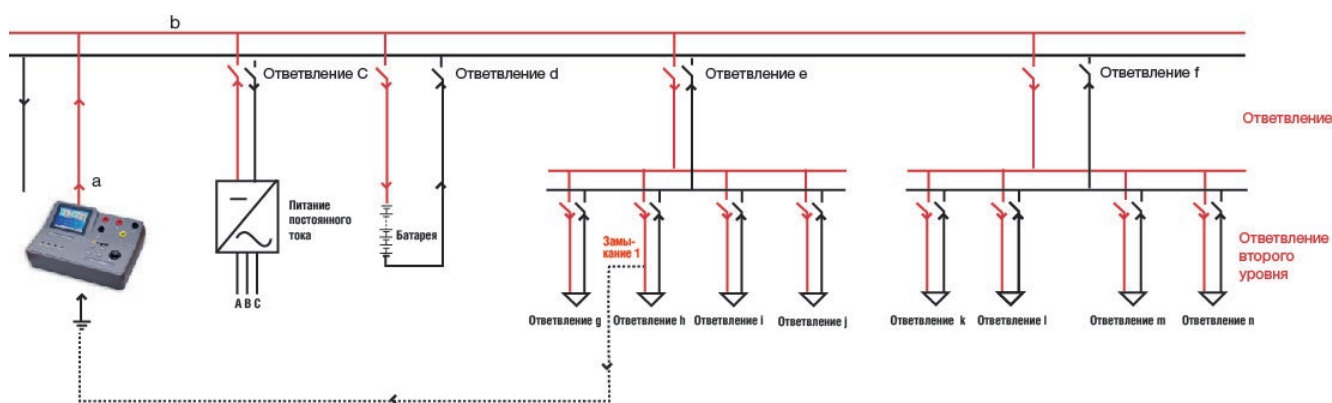 b
Ответвление C
Ответвление d
Ответвление e
Ответвление f
Ответвление
a
Питание
постоянного
тока
Батарея
Замы-
кание 1
Ответвление
второго
уровня
A B C
Ответвление g
Ответвление h
Ответвление i
Ответвление j
Ответвление k
Ответвление l
Ответвление m
Ответвление n